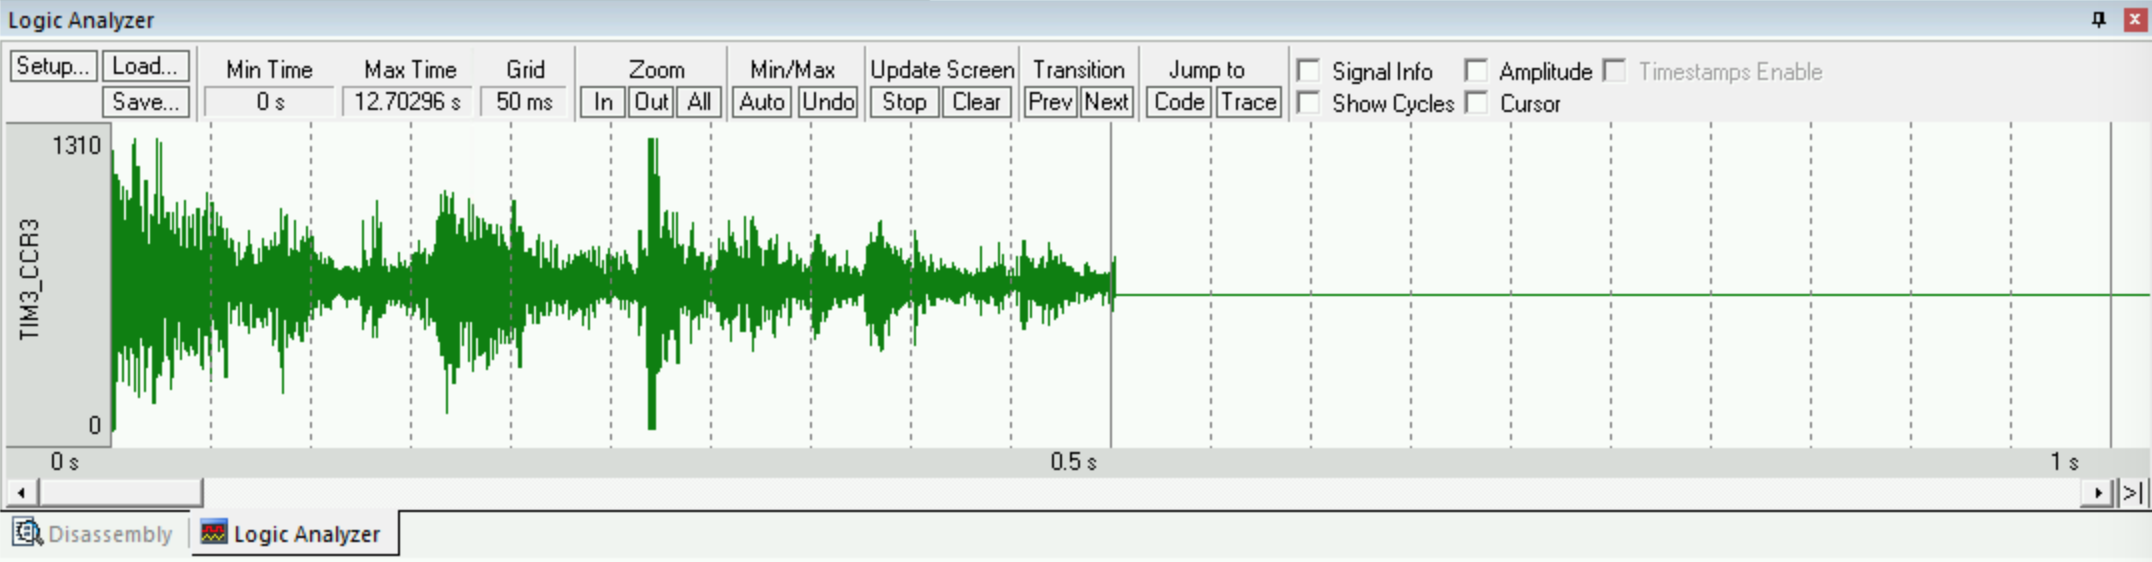 Logic Analyzer
Setup... Load... Min Time Max Time Grid Zoom Min/Max Update Screen Transition Jump to Signal Info Amplitude Timestamps Enable
Save... 0 s 12.70296 s 50 ms In Out All Auto Undo Stop Clear Prev Next Code Trace Show Cycles Cursor
1310
TIM3_CCR3
0
0 s 0.5 s 1 s
>|
Disassembly Logic Analyzer